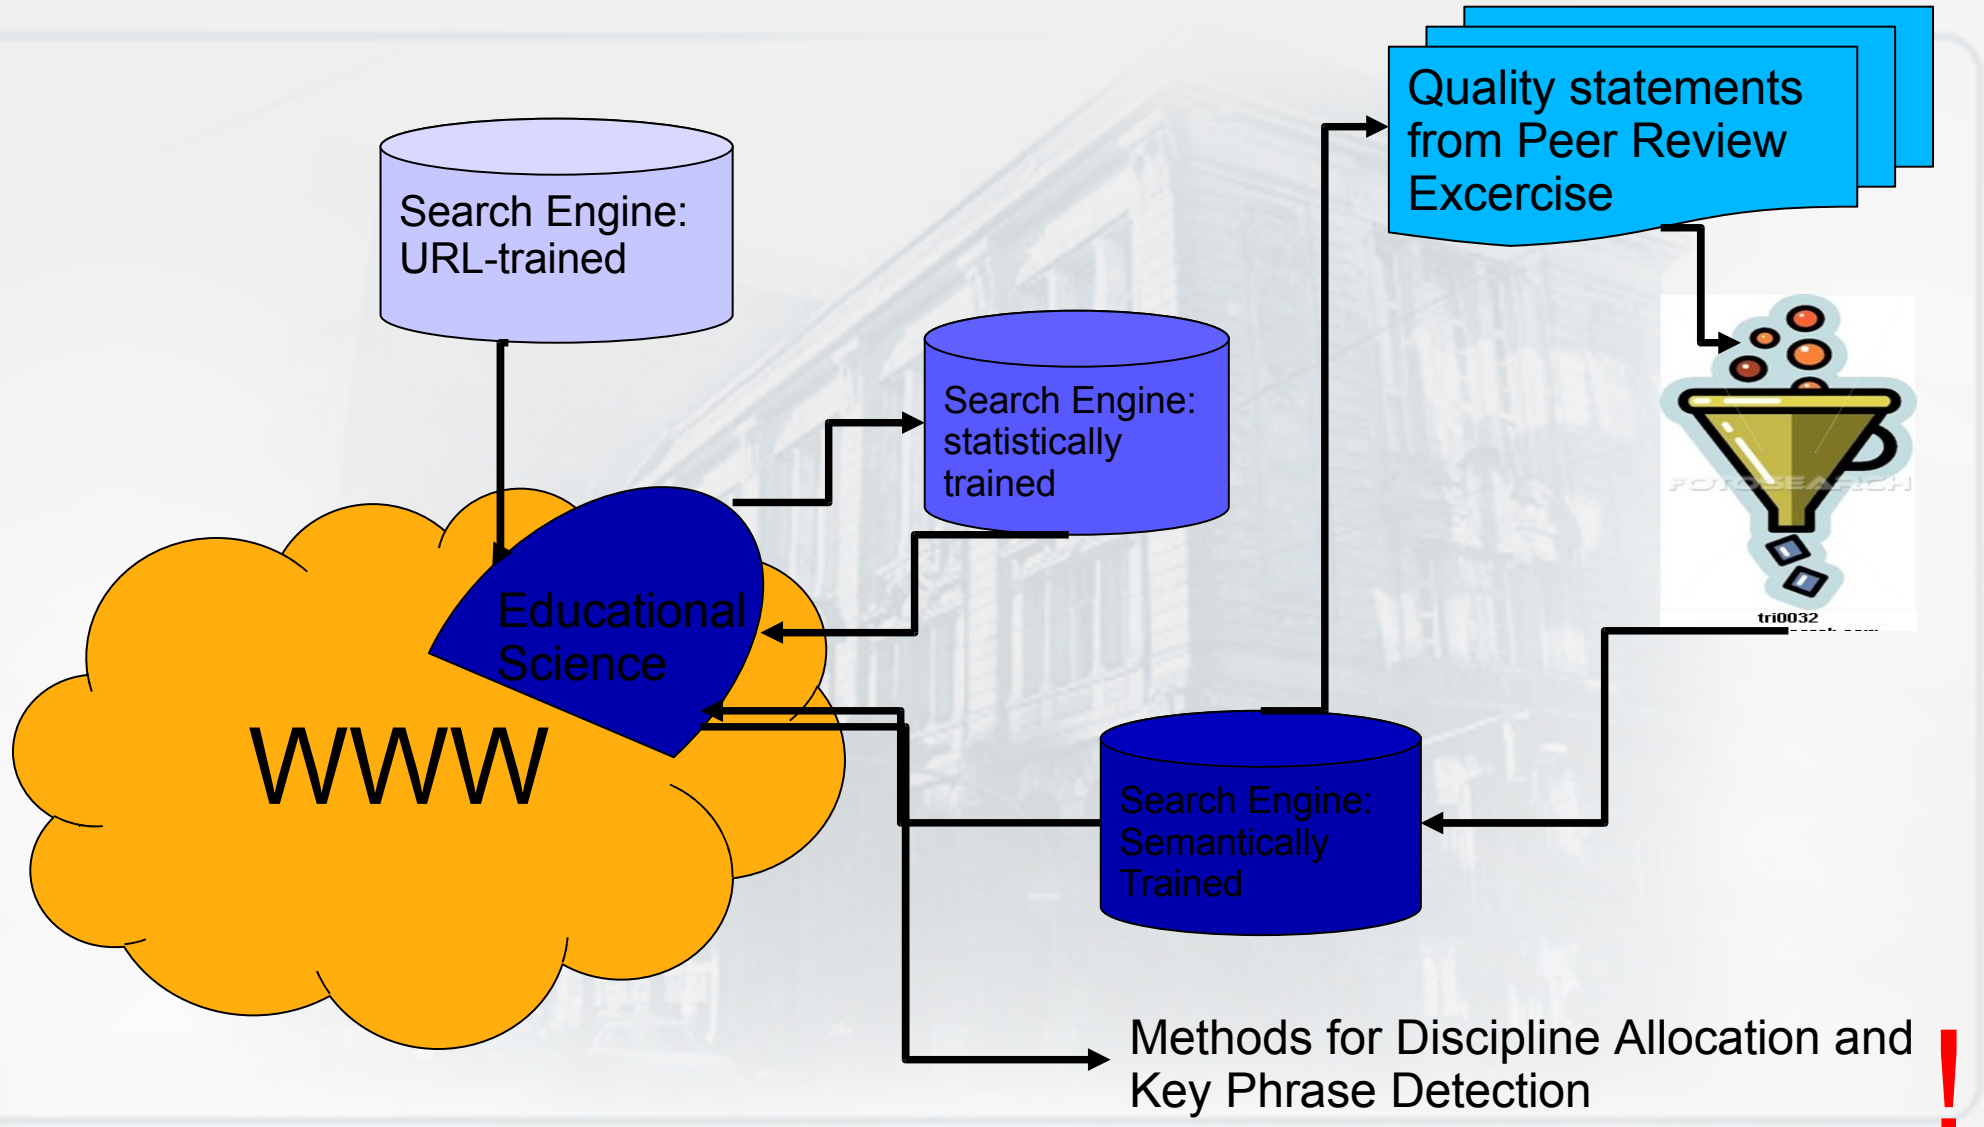 Quality statements
from Peer Review
Excercise
Search Engine:
URL-trained
Search Engine:
statistically
trained
FOTOSEARCH
Educational
Science
tri0032
WWW
Search Engine:
Semantically
Trained
Methods for Discipline Allocation and
Key Phrase Detection
!